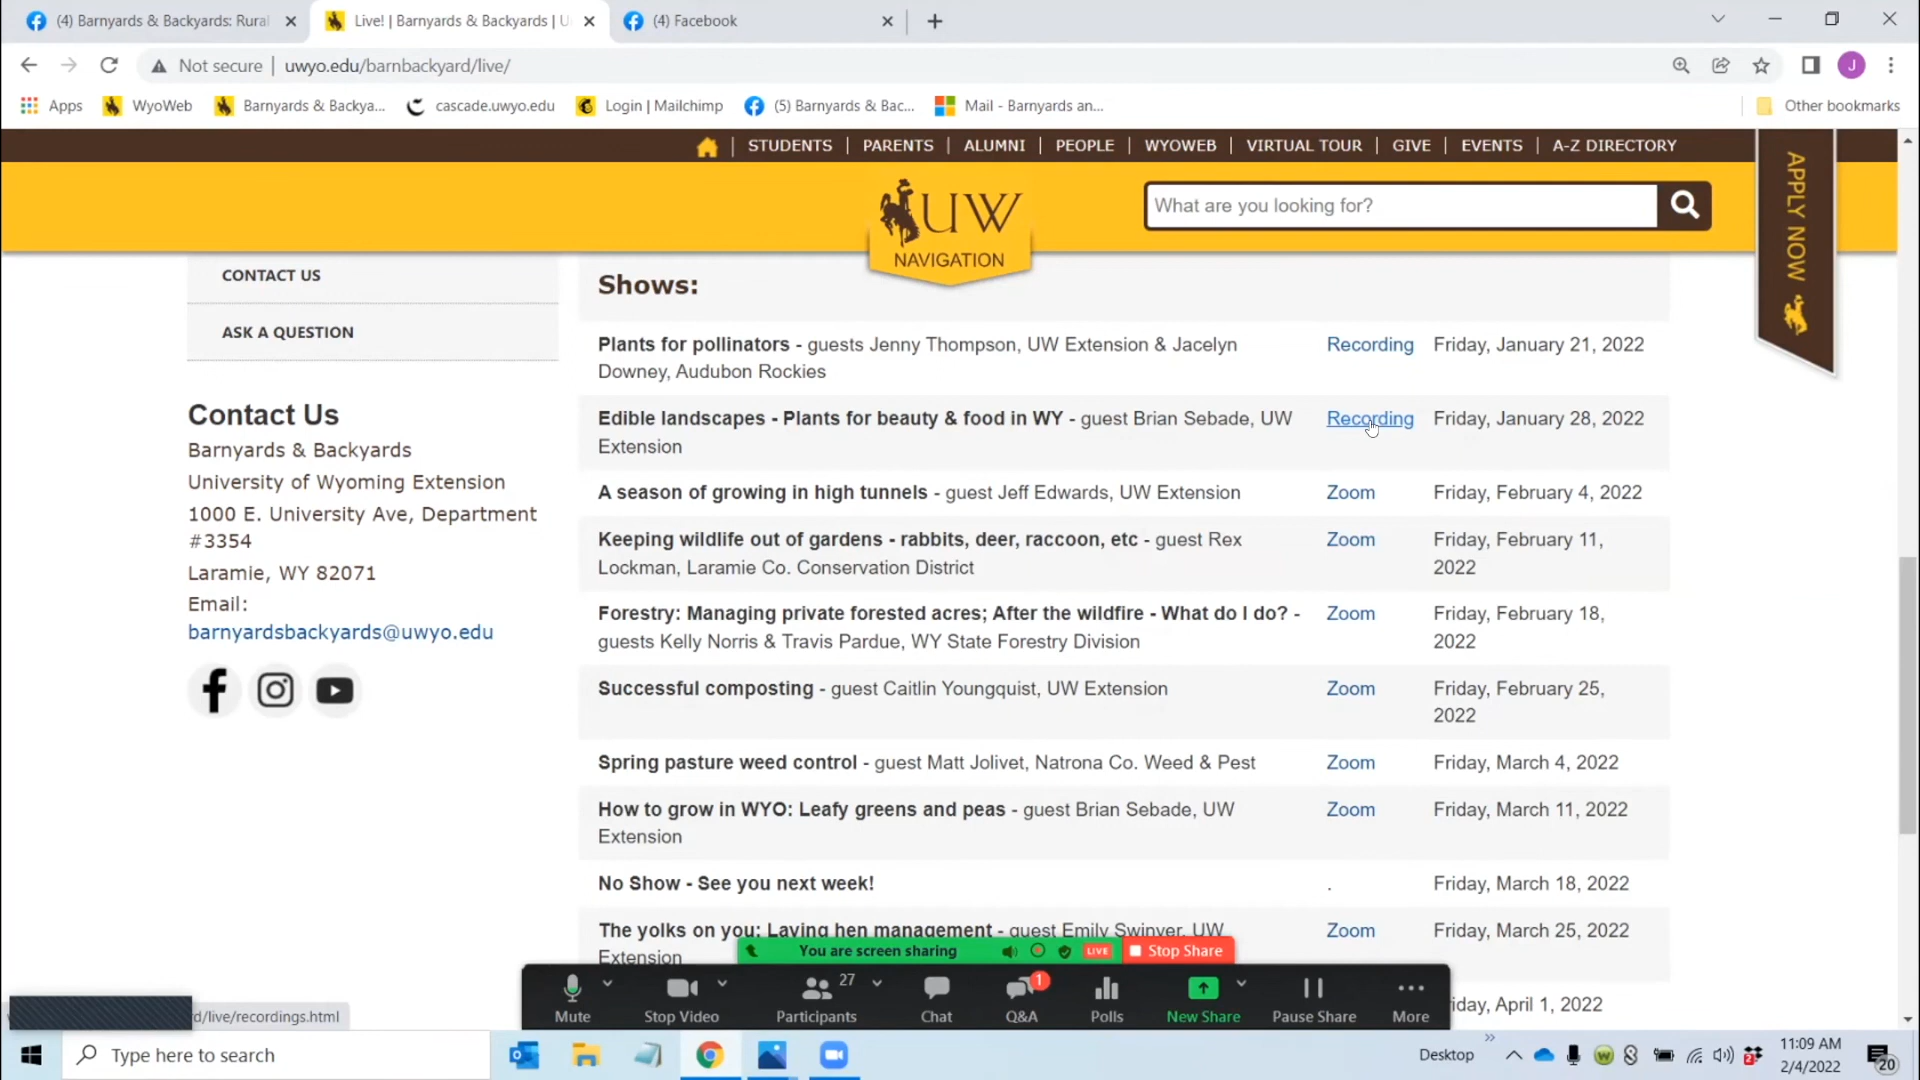 (4) Barnyards & Backyards: Rura
Live! | Barnyards & Backyards | U
(4) Facebook
Not secure | uwyo.edu/barnbackyard/live/
J
Apps
WyoWeb
Barnyards & Backya...
cascade.uwyo.edu
Login | Mailchimp
(5) Barnyards & Bac...
Mail - Barnyards an...
Other bookmarks
STUDENTS | PARENTS | ALUMNI | PEOPLE | WYOWEB | VIRTUAL TOUR | GIVE | EVENTS | A-Z DIRECTORY
APPLY NOW
UW
NAVIGATION
What are you looking for?
CONTACT US
ASK A QUESTION
Contact Us
Barnyards & Backyards
University of Wyoming Extension
1000 E. University Ave, Department
#3354
Laramie, WY 82071
Email:
barnyardsbackyards@uwyo.edu
Shows:
Plants for pollinators - guests Jenny Thompson, UW Extension & Jacelyn Recording Friday, January 21, 2022
Downey, Audubon Rockies
Edible landscapes - Plants for beauty & food in WY - guest Brian Sebade, UW Recording Friday, January 28, 2022
Extension
A season of growing in high tunnels - guest Jeff Edwards, UW Extension Zoom Friday, February 4, 2022
Keeping wildlife out of gardens - rabbits, deer, raccoon, etc - guest Rex Zoom Friday, February 11,
Lockman, Laramie Co. Conservation District 2022
Forestry: Managing private forested acres; After the wildfire - What do I do? - Zoom Friday, February 18,
guests Kelly Norris & Travis Pardue, WY State Forestry Division 2022
Successful composting - guest Caitlin Youngquist, UW Extension Zoom Friday, February 25,
2022
Spring pasture weed control - guest Matt Jolivet, Natrona Co. Weed & Pest Zoom Friday, March 4, 2022
How to grow in WYO: Leafy greens and peas - guest Brian Sebade, UW Zoom Friday, March 11, 2022
Extension
No Show - See you next week! . Friday, March 18, 2022
The yolks on you: Laying hen management - guest Emily Swinyer, UW Zoom Friday, March 25, 2022
Extension
iday, April 1, 2022
You are screen sharing
LIVE
Stop Share
Mute
Stop Video
27
Participants
Chat
1
Q&A
Polls
New Share
Pause Share
More
d/live/recordings.html
Type here to search
Desktop
11:09 AM
2/4/2022
20